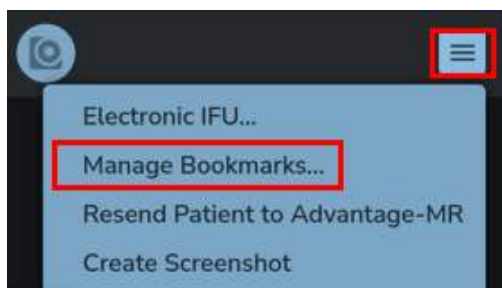 Electronic IFU...
Manage Bookmarks...
Resend Patient to Advantage-MR
Create Screenshot